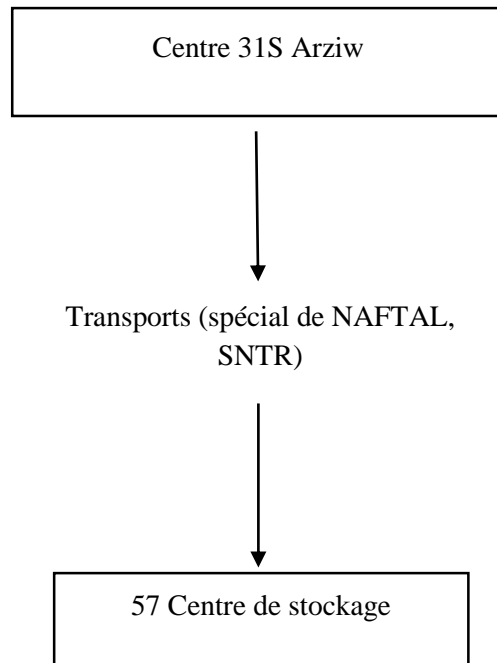 Centre 31S Arziw
Transports (spécial de NAFTAL,
SNTR)
57 Centre de stockage